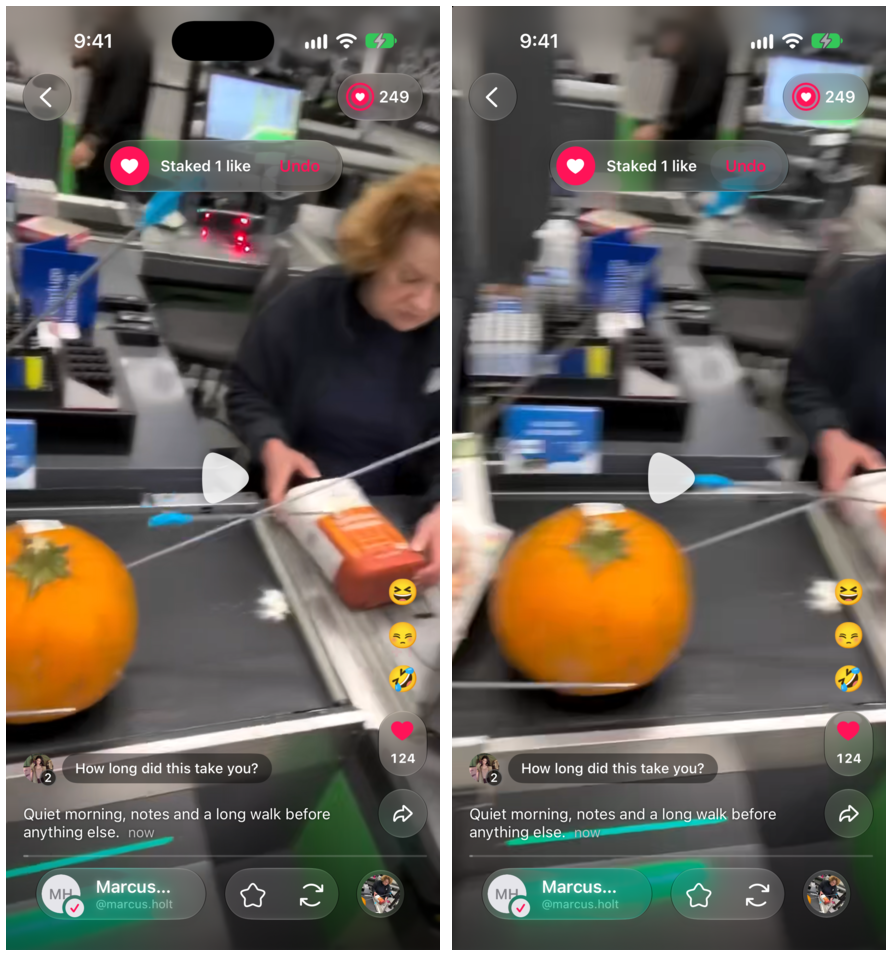 9:41
249
Staked 1 like Undo
2 How long did this take you?
124
Quiet morning, notes and a long walk before
anything else. now
MH Marcus...
@marcus.holt
9:41
249
Staked 1 like Undo
2 How long did this take you?
124
Quiet morning, notes and a long walk before
anything else. now
MH Marcus...
@marcus.holt